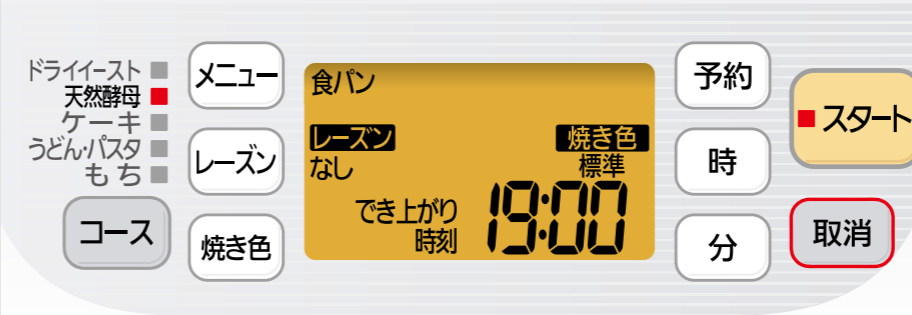 ドライイースト
天然酵母
ケーキ
うどん・パスタ
もち
コース
メニュー
レーズン
焼き色
食パン
レーズン
なし
焼き色
標準
でき上がり
時刻
19:00
予約
時
分
スタート
取消